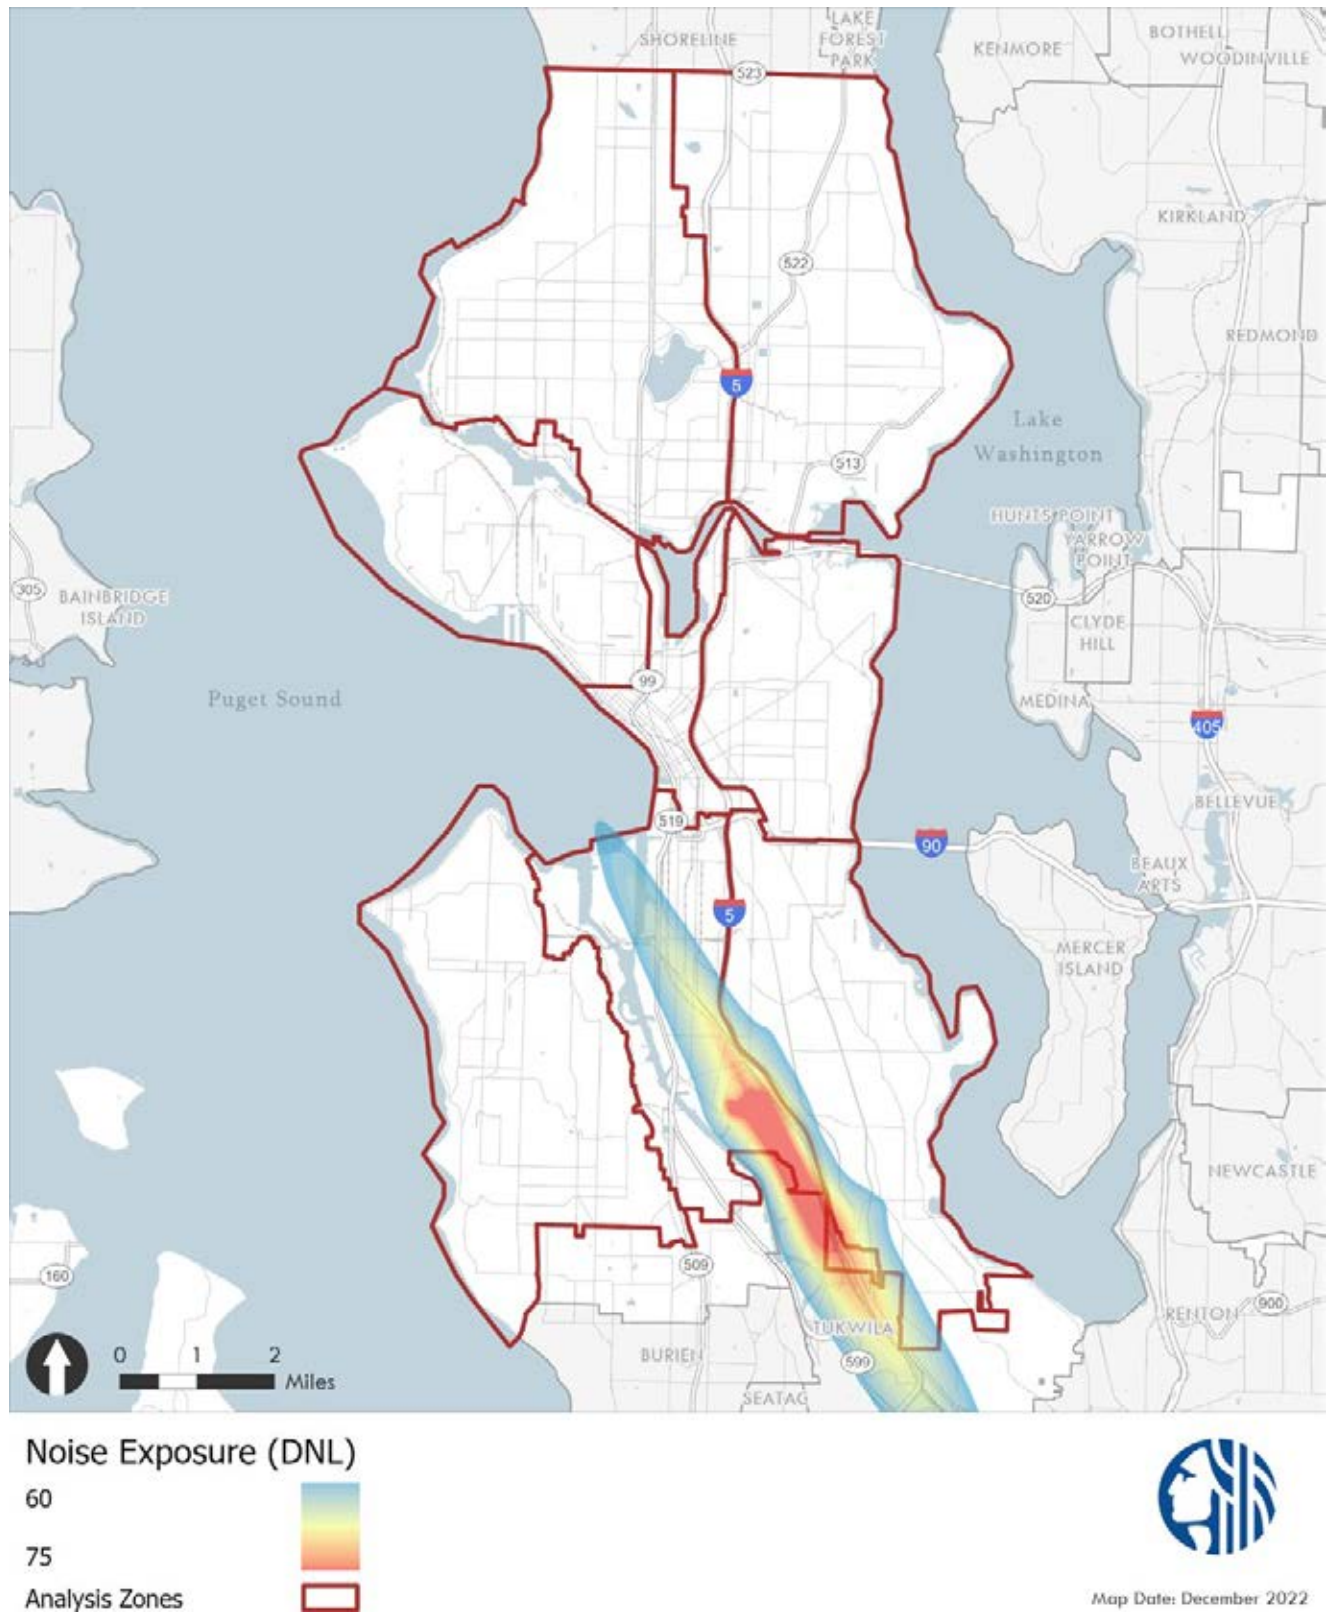 SHORELINE
LAKE
FOREST
PARK
KENMORE
BOTHELL
WOODINVILLE
523
522
KIRKLAND
REDMOND
5
513
Lake
Washington
HUNTS POINT
YARROW
POINT
520
CLYDE
HILL
305
BAINBRIDGE
ISLAND
Puget Sound
99
MEDINA
405
BELLEVUE
519
90
BEAUX
ARTS
5
MERCER
ISLAND
NEWCASTLE
160
509
RENTON
900
TUKWILA
599
BURIEN
SEATAC
0 1 2
Miles
Noise Exposure (DNL)
60
75
Analysis Zones
Map Date: December 2022